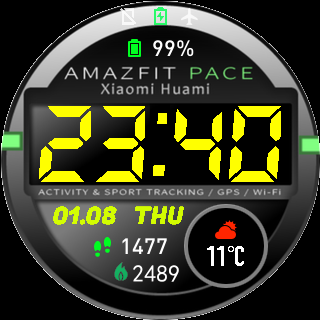 99%
AMAZFIT PACE
Xiaomi Huami
23:40
ACTIVITY & SPORT TRACKING / GPS / Wi-Fi
01.08 THU
1477
11°C
2489